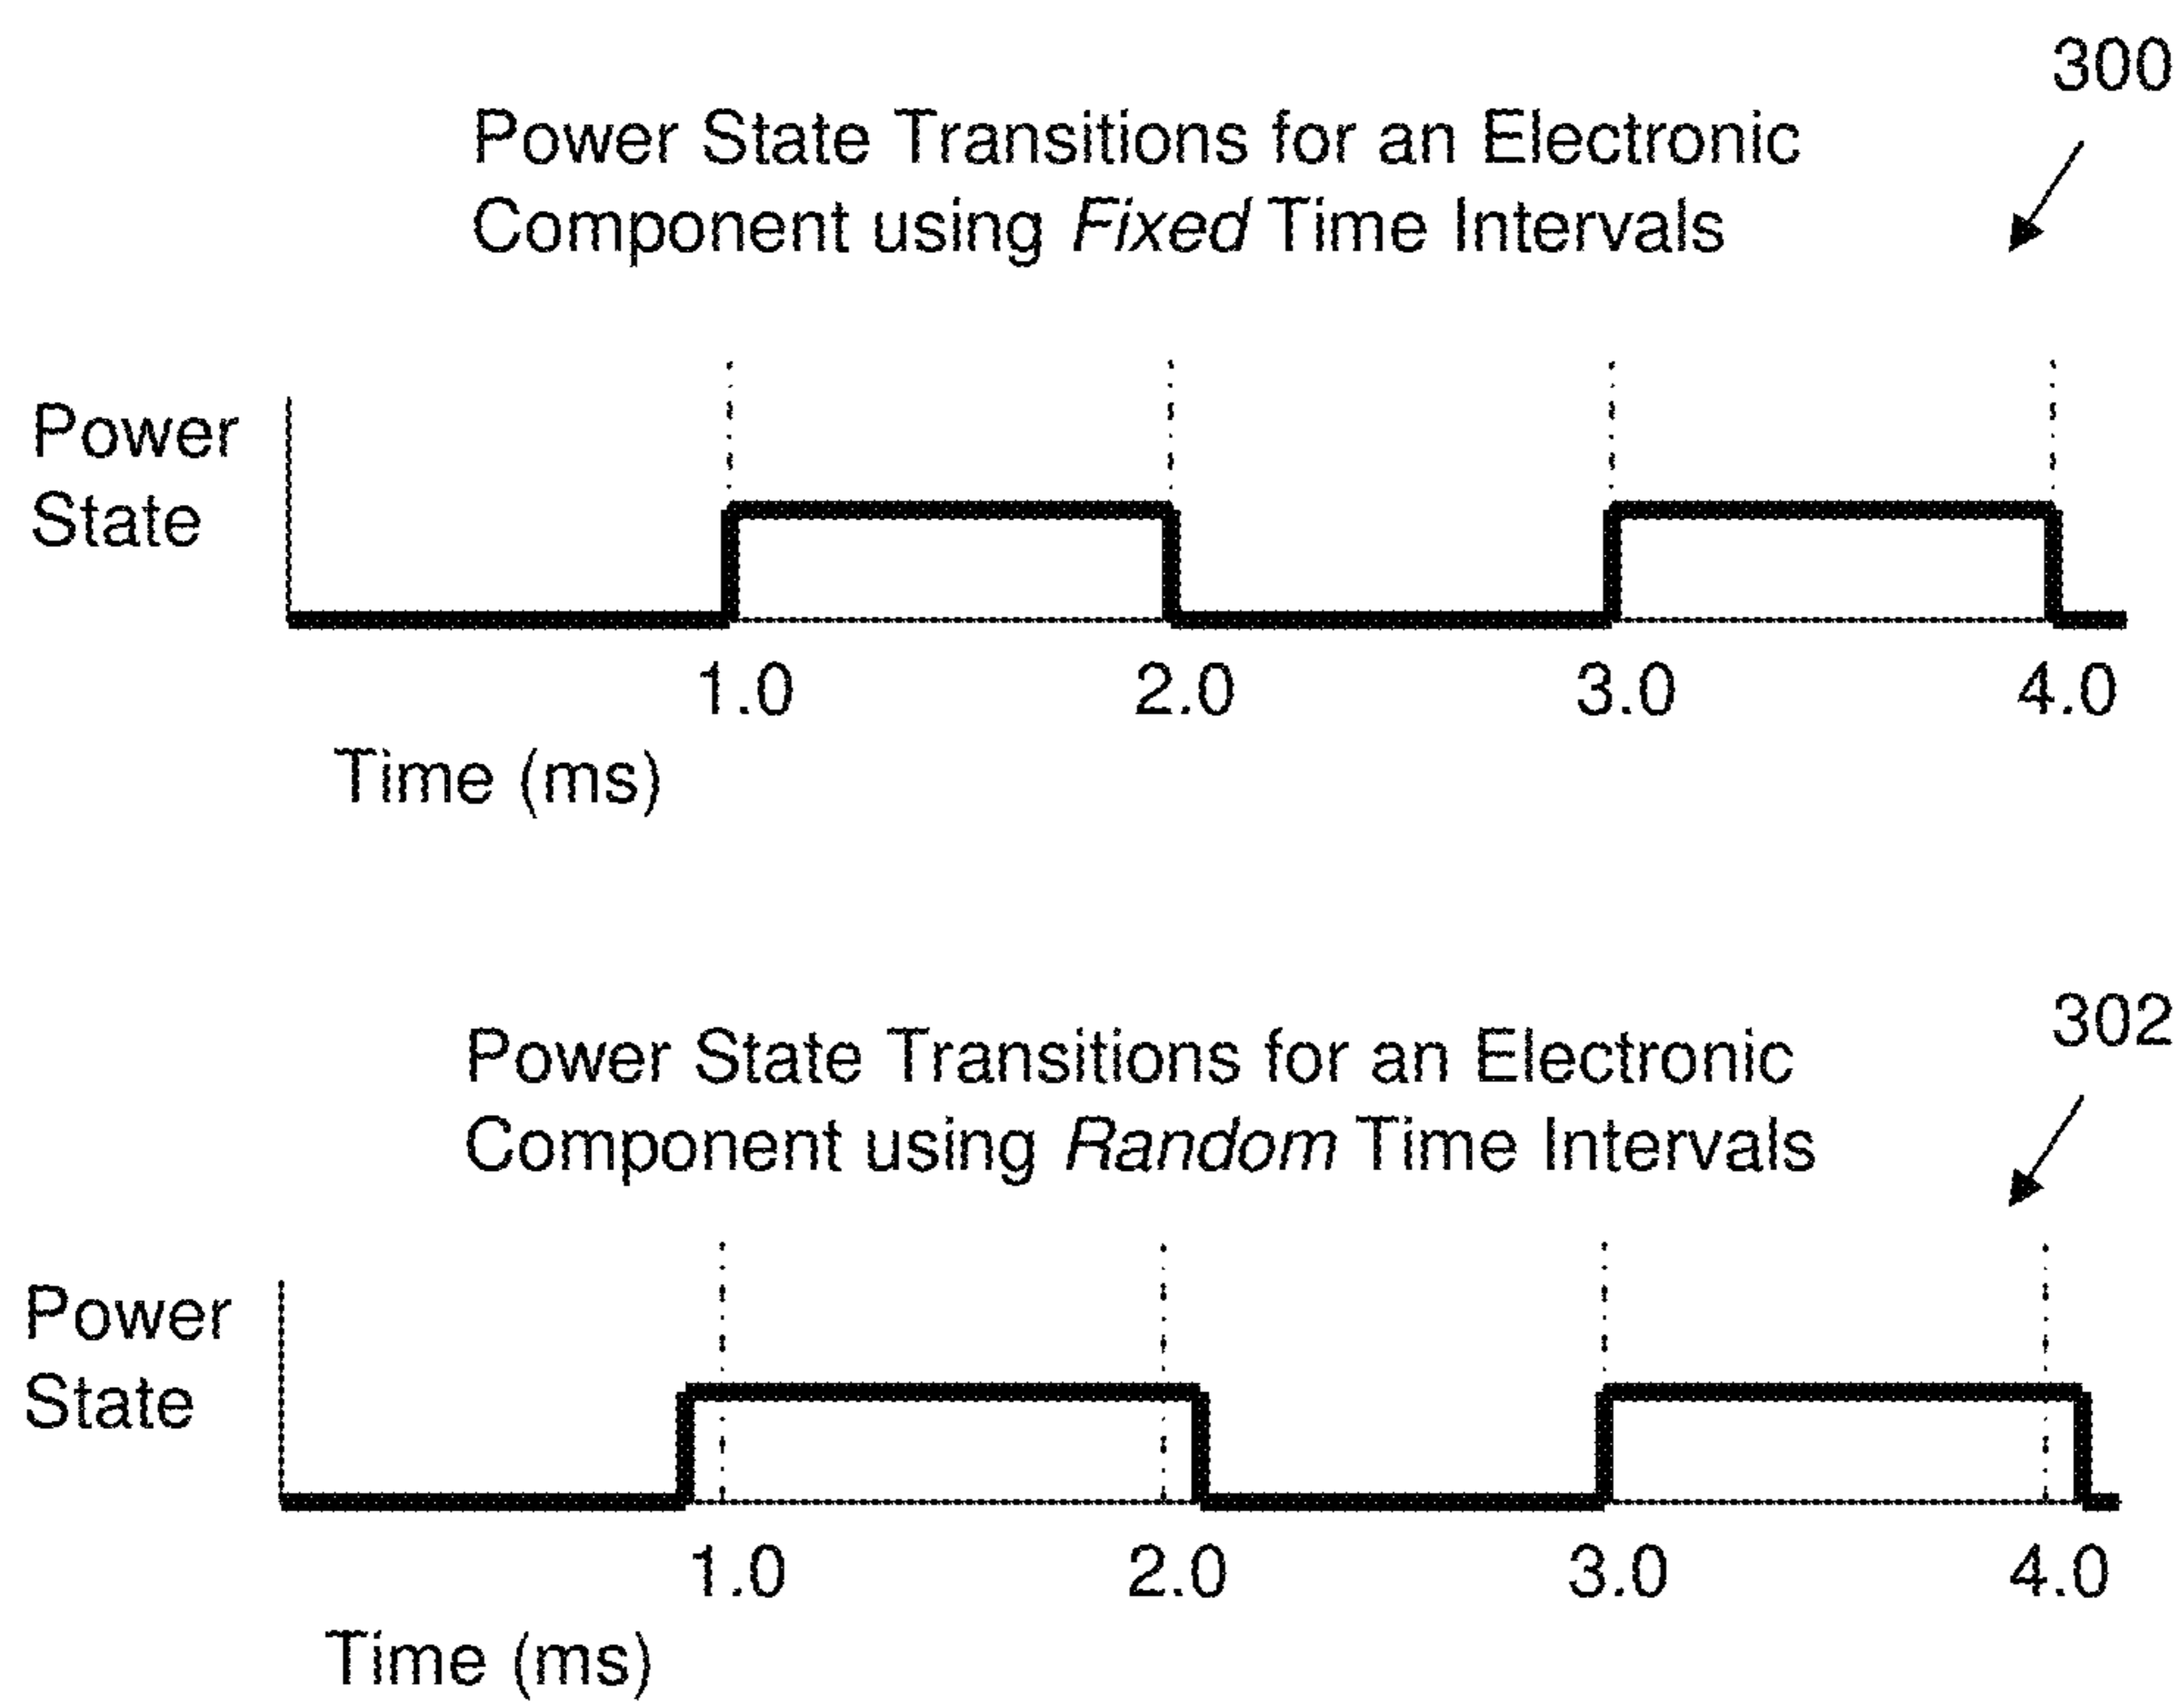 300
Power State Transitions for an Electronic
Component using Fixed Time Intervals
Power
State
1.0 2.0 3.0 4.0
Time (ms)
302
Power State Transitions for an Electronic
Component using Random Time Intervals
Power
State
1.0 2.0 3.0 4.0
Time (ms)